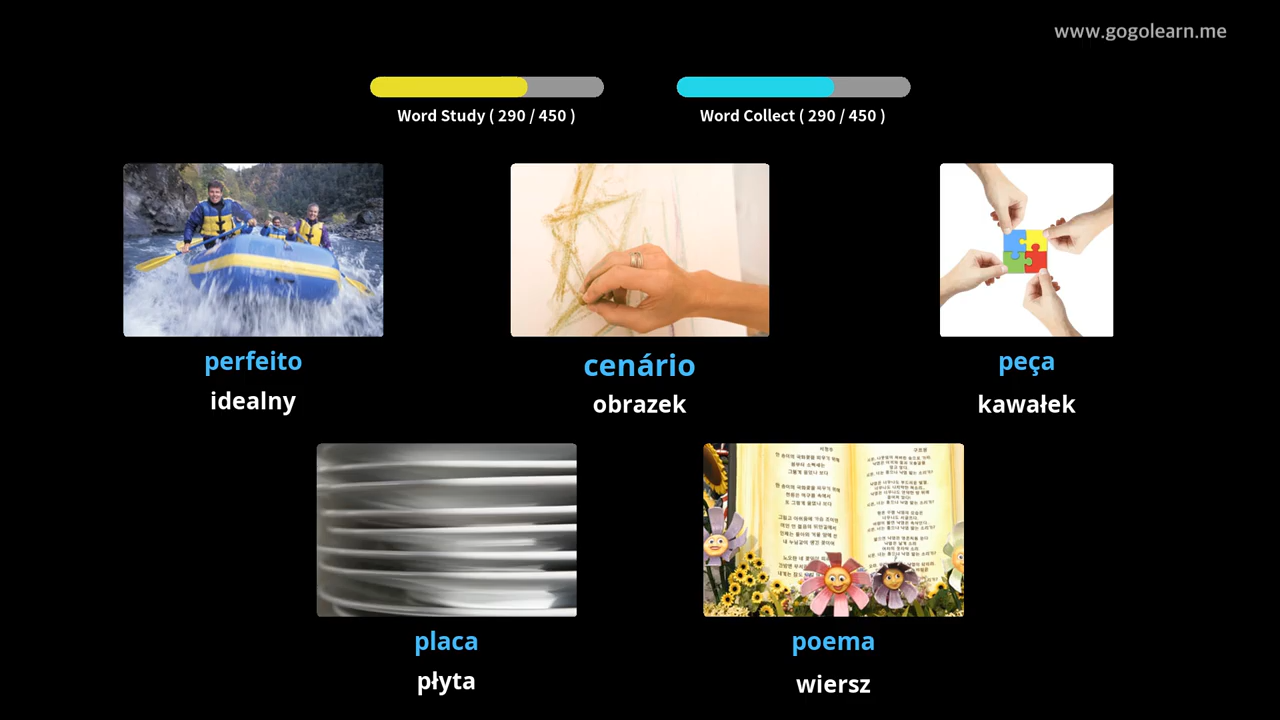 www.gogolearn.me
Word Study ( 290 / 450 )
Word Collect ( 290 / 450 )
perfeito
idealny
cenário
obrazek
peça
kawałek
placa
płyta
poema
wiersz